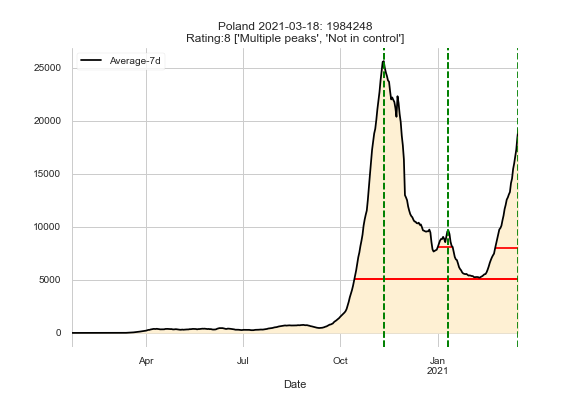 Poland 2021-03-18: 1984248
Rating:8 ['Multiple peaks', 'Not in control']
Average-7d
25000
20000
15000
10000
5000
0
Apr Jul Oct Jan
2021
Date